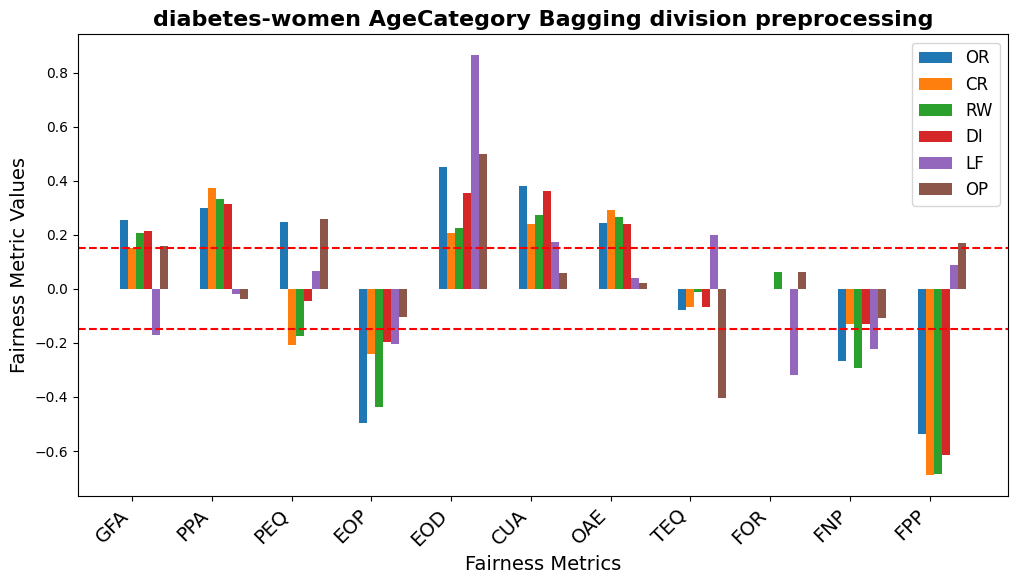 diabetes-women AgeCategory Bagging division preprocessing
Fairness Metric Values
0.8
0.6
0.4
0.2
0.0
−0.2
−0.4
−0.6
OR
CR
RW
DI
LF
OP
GFA
PPA
PEQ
EOP
EOD
CUA
OAE
TEQ
FOR
FNP
FPP
Fairness Metrics